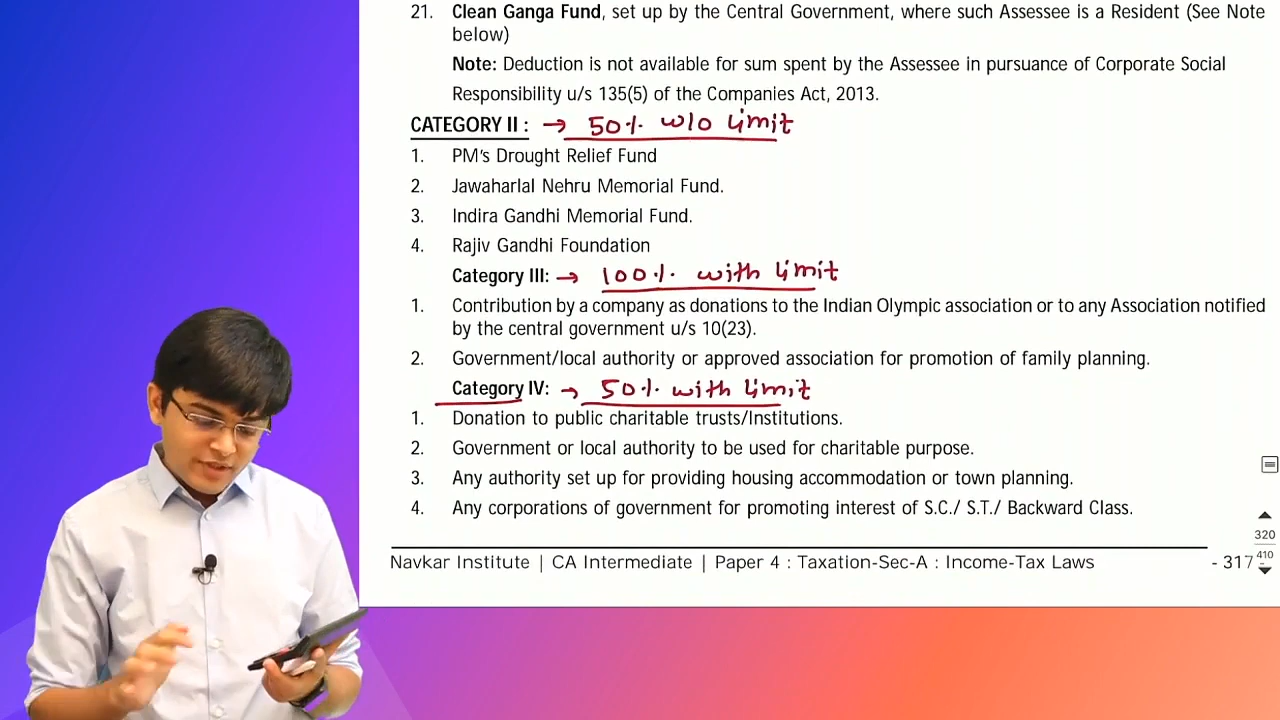 21. Clean Ganga Fund, set up by the Central Government, where such Assessee is a Resident (See Note
below)
Note: Deduction is not available for sum spent by the Assessee in pursuance of Corporate Social
Responsibility u/s 135(5) of the Companies Act, 2013.
CATEGORY II : → 50% w/o limit
1. PM's Drought Relief Fund
2. Jawaharlal Nehru Memorial Fund.
3. Indira Gandhi Memorial Fund.
4. Rajiv Gandhi Foundation
Category III: → 100% with limit
1. Contribution by a company as donations to the Indian Olympic association or to any Association notified
by the central government u/s 10(23).
2. Government/local authority or approved association for promotion of family planning.
Category IV: → 50% with limit
1. Donation to public charitable trusts/Institutions.
2. Government or local authority to be used for charitable purpose.
3. Any authority set up for providing housing accommodation or town planning.
4. Any corporations of government for promoting interest of S.C./ S.T./ Backward Class.
320
410
Navkar Institute | CA Intermediate | Paper 4 : Taxation-Sec-A : Income-Tax Laws - 317 -